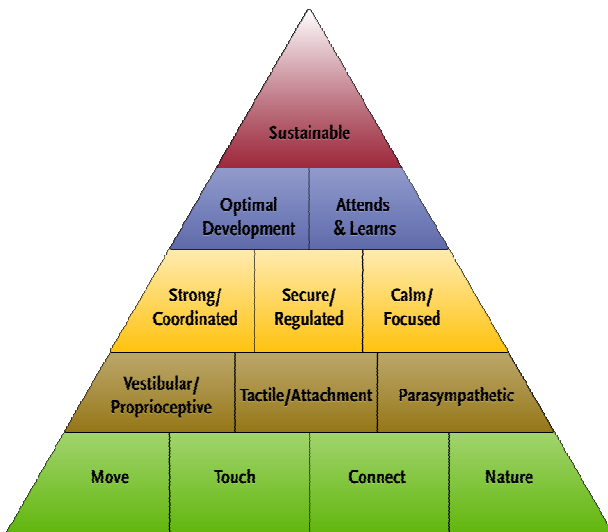 Sustainable
Optimal
Development
Attends
& Learns
Strong/
Coordinated
Secure/
Regulated
Calm/
Focused
Vestibular/
Proprioceptive
Tactile/Attachment
Parasympathetic
Move
Touch
Connect
Nature